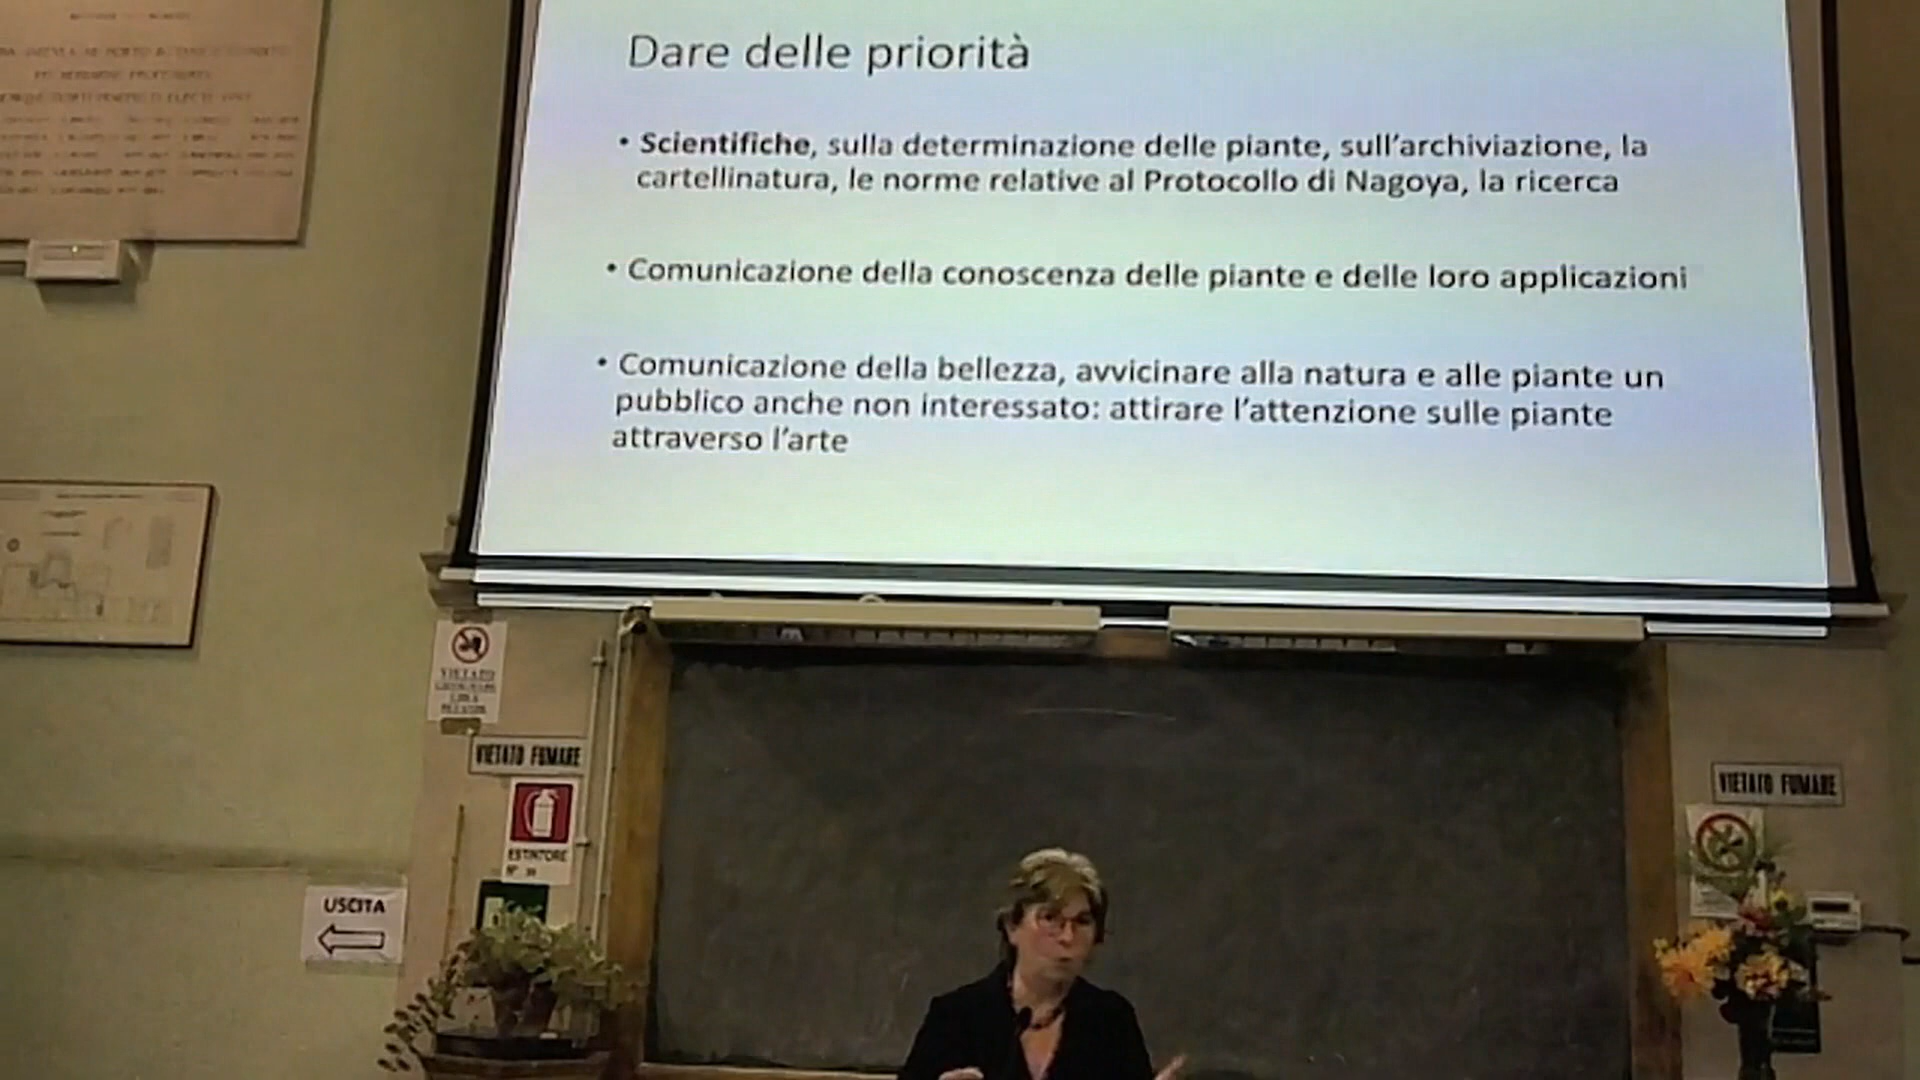 Dare delle priorità
• Scientifiche, sulla determinazione delle piante, sull'archiviazione, la
cartellinatura, le norme relative al Protocollo di Nagoya, la ricerca
• Comunicazione della conoscenza delle piante e delle loro applicazioni
• Comunicazione della bellezza, avvicinare alla natura e alle piante un
pubblico anche non interessato: attirare l'attenzione sulle piante
attraverso l'arte
VIETATO
VIETATO FUMARE
ESTINTORE
N°
USCITA
VIETATO FUMARE